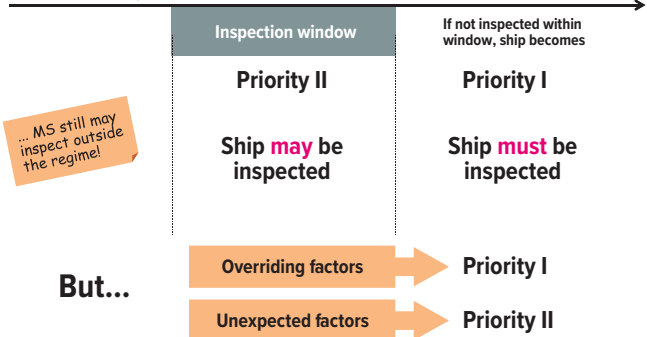 Inspection window
If not inspected within
window, ship becomes
Priority II
Priority I
... MS still may
inspect outside
the regime!
Ship may be
inspected
Ship must be
inspected
But...
Overriding factors
Priority I
Unexpected factors
Priority II